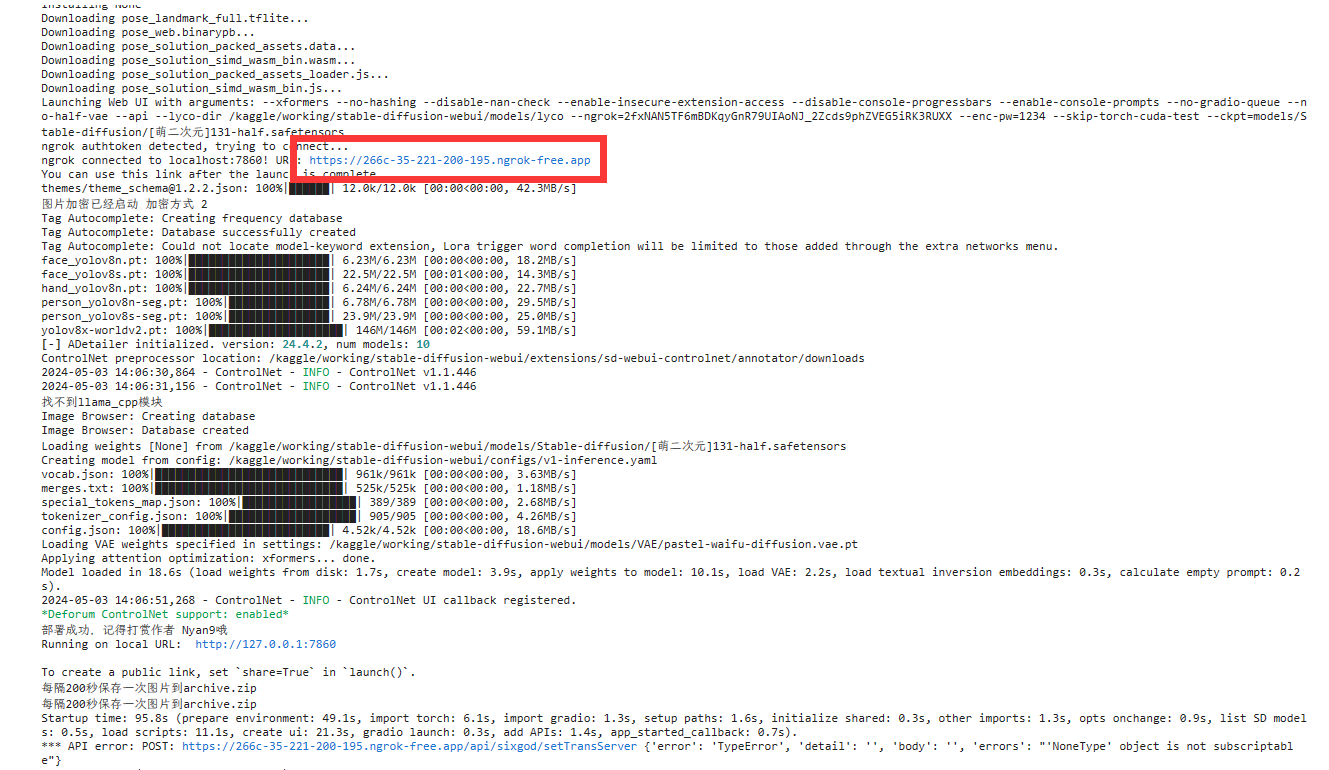 Installing None
Downloading pose_landmark_full.tflite...
Downloading pose_web.binarypb...
Downloading pose_solution_packed_assets.data...
Downloading pose_solution_simd_wasm_bin.wasm...
Downloading pose_solution_packed_assets_loader.js...
Downloading pose_solution_simd_wasm_bin.js...
Launching Web UI with arguments: --xformers --no-hashing --disable-nan-check --enable-insecure-extension-access --disable-console-progressbars --enable-console-prompts --no-gradio-queue --n
o-half-vae --api --lyco-dir /kaggle/working/stable-diffusion-webui/models/lyco --ngrok=2fxNAN5TF6mBDKqyGnR79UIAoNJ_2Zcds9phZVEG5iRK3RUXX --enc-pw=1234 --skip-torch-cuda-test --ckpt=models/S
table-diffusion/[萌二次元]131-half.safetensors
ngrok authtoken detected, trying to connect...
ngrok connected to localhost:7860! UR: https://266c-35-221-200-195.ngrok-free.app
You can use this link after the launc is complete
themes/theme_schema@1.2.2.json: 100%| 12.0k/12.0k [00:00<00:00, 42.3MB/s]
图片加密已经启动 加密方式 2
Tag Autocomplete: Creating frequency database
Tag Autocomplete: Database successfully created
Tag Autocomplete: Could not locate model-keyword extension, Lora trigger word completion will be limited to those added through the extra networks menu.
face_yolov8n.pt: 100%| 6.23M/6.23M [00:00<00:00, 18.2MB/s]
face_yolov8s.pt: 100%| 22.5M/22.5M [00:01<00:00, 14.3MB/s]
hand_yolov8n.pt: 100%| 6.24M/6.24M [00:00<00:00, 22.7MB/s]
person_yolov8n-seg.pt: 100%| 6.78M/6.78M [00:00<00:00, 29.5MB/s]
person_yolov8s-seg.pt: 100%| 23.9M/23.9M [00:00<00:00, 25.0MB/s]
yolov8x-worldv2.pt: 100%| 146M/146M [00:02<00:00, 59.1MB/s]
[-] ADetailer initialized. version: 24.4.2, num models: 10
ControlNet preprocessor location: /kaggle/working/stable-diffusion-webui/extensions/sd-webui-controlnet/annotator/downloads
2024-05-03 14:06:30,864 - ControlNet - INFO - ControlNet v1.1.446
2024-05-03 14:06:31,156 - ControlNet - INFO - ControlNet v1.1.446
找不到llama_cpp模块
Image Browser: Creating database
Image Browser: Database created
Loading weights [None] from /kaggle/working/stable-diffusion-webui/models/Stable-diffusion/[萌二次元]131-half.safetensors
Creating model from config: /kaggle/working/stable-diffusion-webui/configs/v1-inference.yaml
vocab.json: 100%| 961k/961k [00:00<00:00, 3.63MB/s]
merges.txt: 100%| 525k/525k [00:00<00:00, 1.18MB/s]
special_tokens_map.json: 100%| 389/389 [00:00<00:00, 2.68MB/s]
tokenizer_config.json: 100%| 905/905 [00:00<00:00, 4.26MB/s]
config.json: 100%| 4.52k/4.52k [00:00<00:00, 18.6MB/s]
Loading VAE weights specified in settings: /kaggle/working/stable-diffusion-webui/models/VAE/pastel-waifu-diffusion.vae.pt
Applying attention optimization: xformers... done.
Model loaded in 18.6s (load weights from disk: 1.7s, create model: 3.9s, apply weights to model: 10.1s, load VAE: 2.2s, load textual inversion embeddings: 0.3s, calculate empty prompt: 0.2
s).
2024-05-03 14:06:51,268 - ControlNet - INFO - ControlNet UI callback registered.
*Deforum ControlNet support: enabled*
部署成功，记得打赏作者 Nyan9哦
Running on local URL:  http://127.0.0.1:7860
To create a public link, set `share=True` in `launch()`.
每隔200秒保存一次图片到archive.zip
每隔200秒保存一次图片到archive.zip
Startup time: 95.8s (prepare environment: 49.1s, import torch: 6.1s, import gradio: 1.3s, setup paths: 1.6s, initialize shared: 0.3s, other imports: 1.3s, opts onchange: 0.9s, list SD model
s: 0.5s, load scripts: 11.1s, create ui: 21.3s, gradio launch: 0.3s, add APIs: 1.4s, app_started_callback: 0.7s).
*** API error: POST: https://266c-35-221-200-195.ngrok-free.app/api/sixgod/setTransServer {'error': 'TypeError', 'detail': '', 'body': '', 'errors': "'NoneType' object is not subscriptabl
e"}